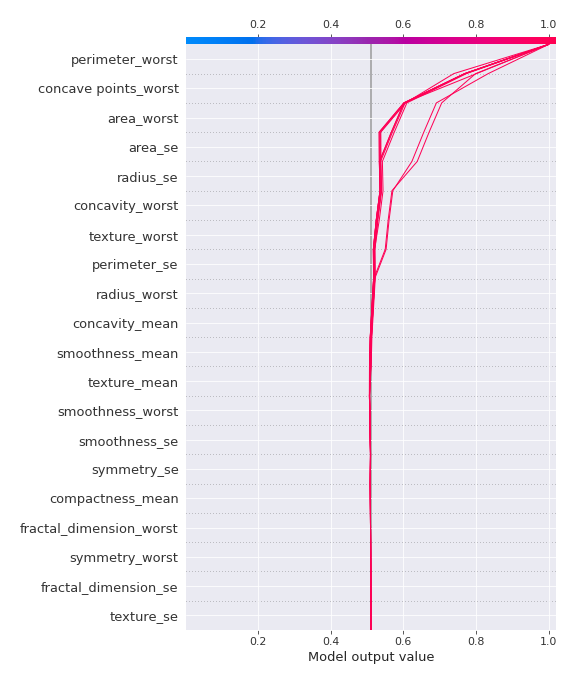 0.2 0.4 0.6 0.8 1.0
perimeter_worst
concave points_worst
area_worst
area_se
radius_se
concavity_worst
texture_worst
perimeter_se
radius_worst
concavity_mean
smoothness_mean
texture_mean
smoothness_worst
smoothness_se
symmetry_se
compactness_mean
fractal_dimension_worst
symmetry_worst
fractal_dimension_se
texture_se
0.2 0.4 0.6 0.8 1.0
Model output value